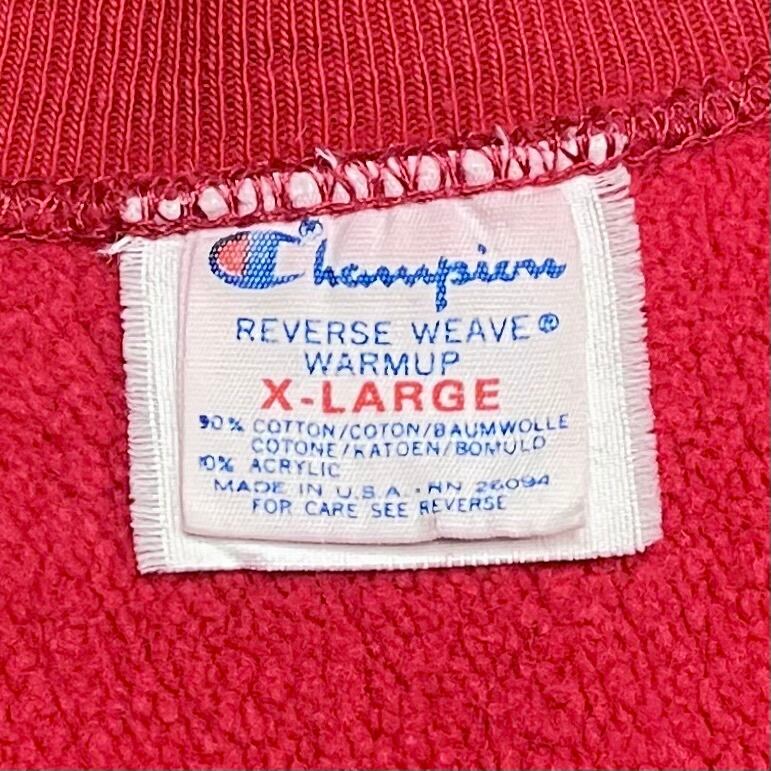 Champion®
REVERSE WEAVE®
WARMUP
X-LARGE
90% COTTON/COTON/BAUMWOLLE
COTONE/KATOEN/BOMULD
10% ACRYLIC
MADE IN U.S.A. · RN 26094
FOR CARE SEE REVERSE